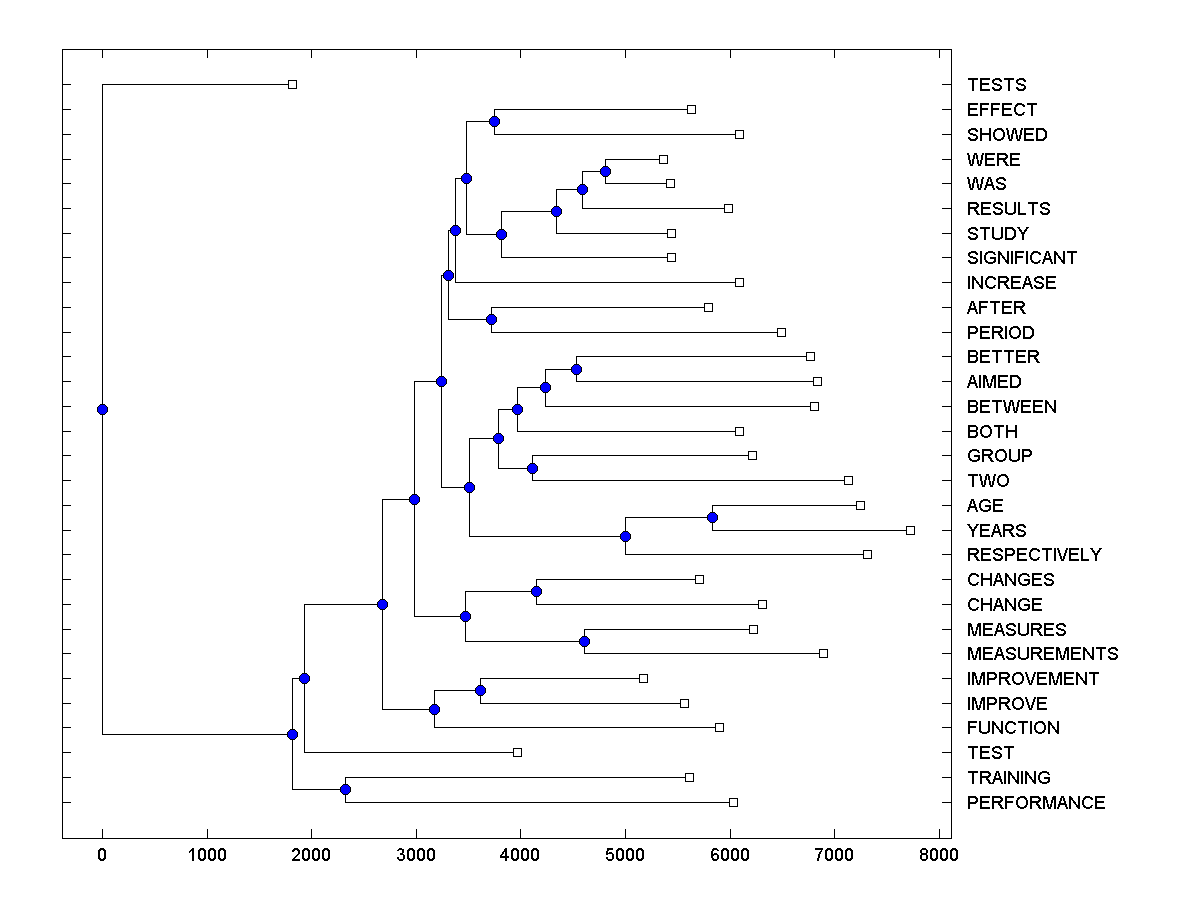 TESTS
EFFECT
SHOWED
WERE
WAS
RESULTS
STUDY
SIGNIFICANT
INCREASE
AFTER
PERIOD
BETTER
AIMED
BETWEEN
BOTH
GROUP
TWO
AGE
YEARS
RESPECTIVELY
CHANGES
CHANGE
MEASURES
MEASUREMENTS
IMPROVEMENT
IMPROVE
FUNCTION
TEST
TRAINING
PERFORMANCE
0 1000 2000 3000 4000 5000 6000 7000 8000